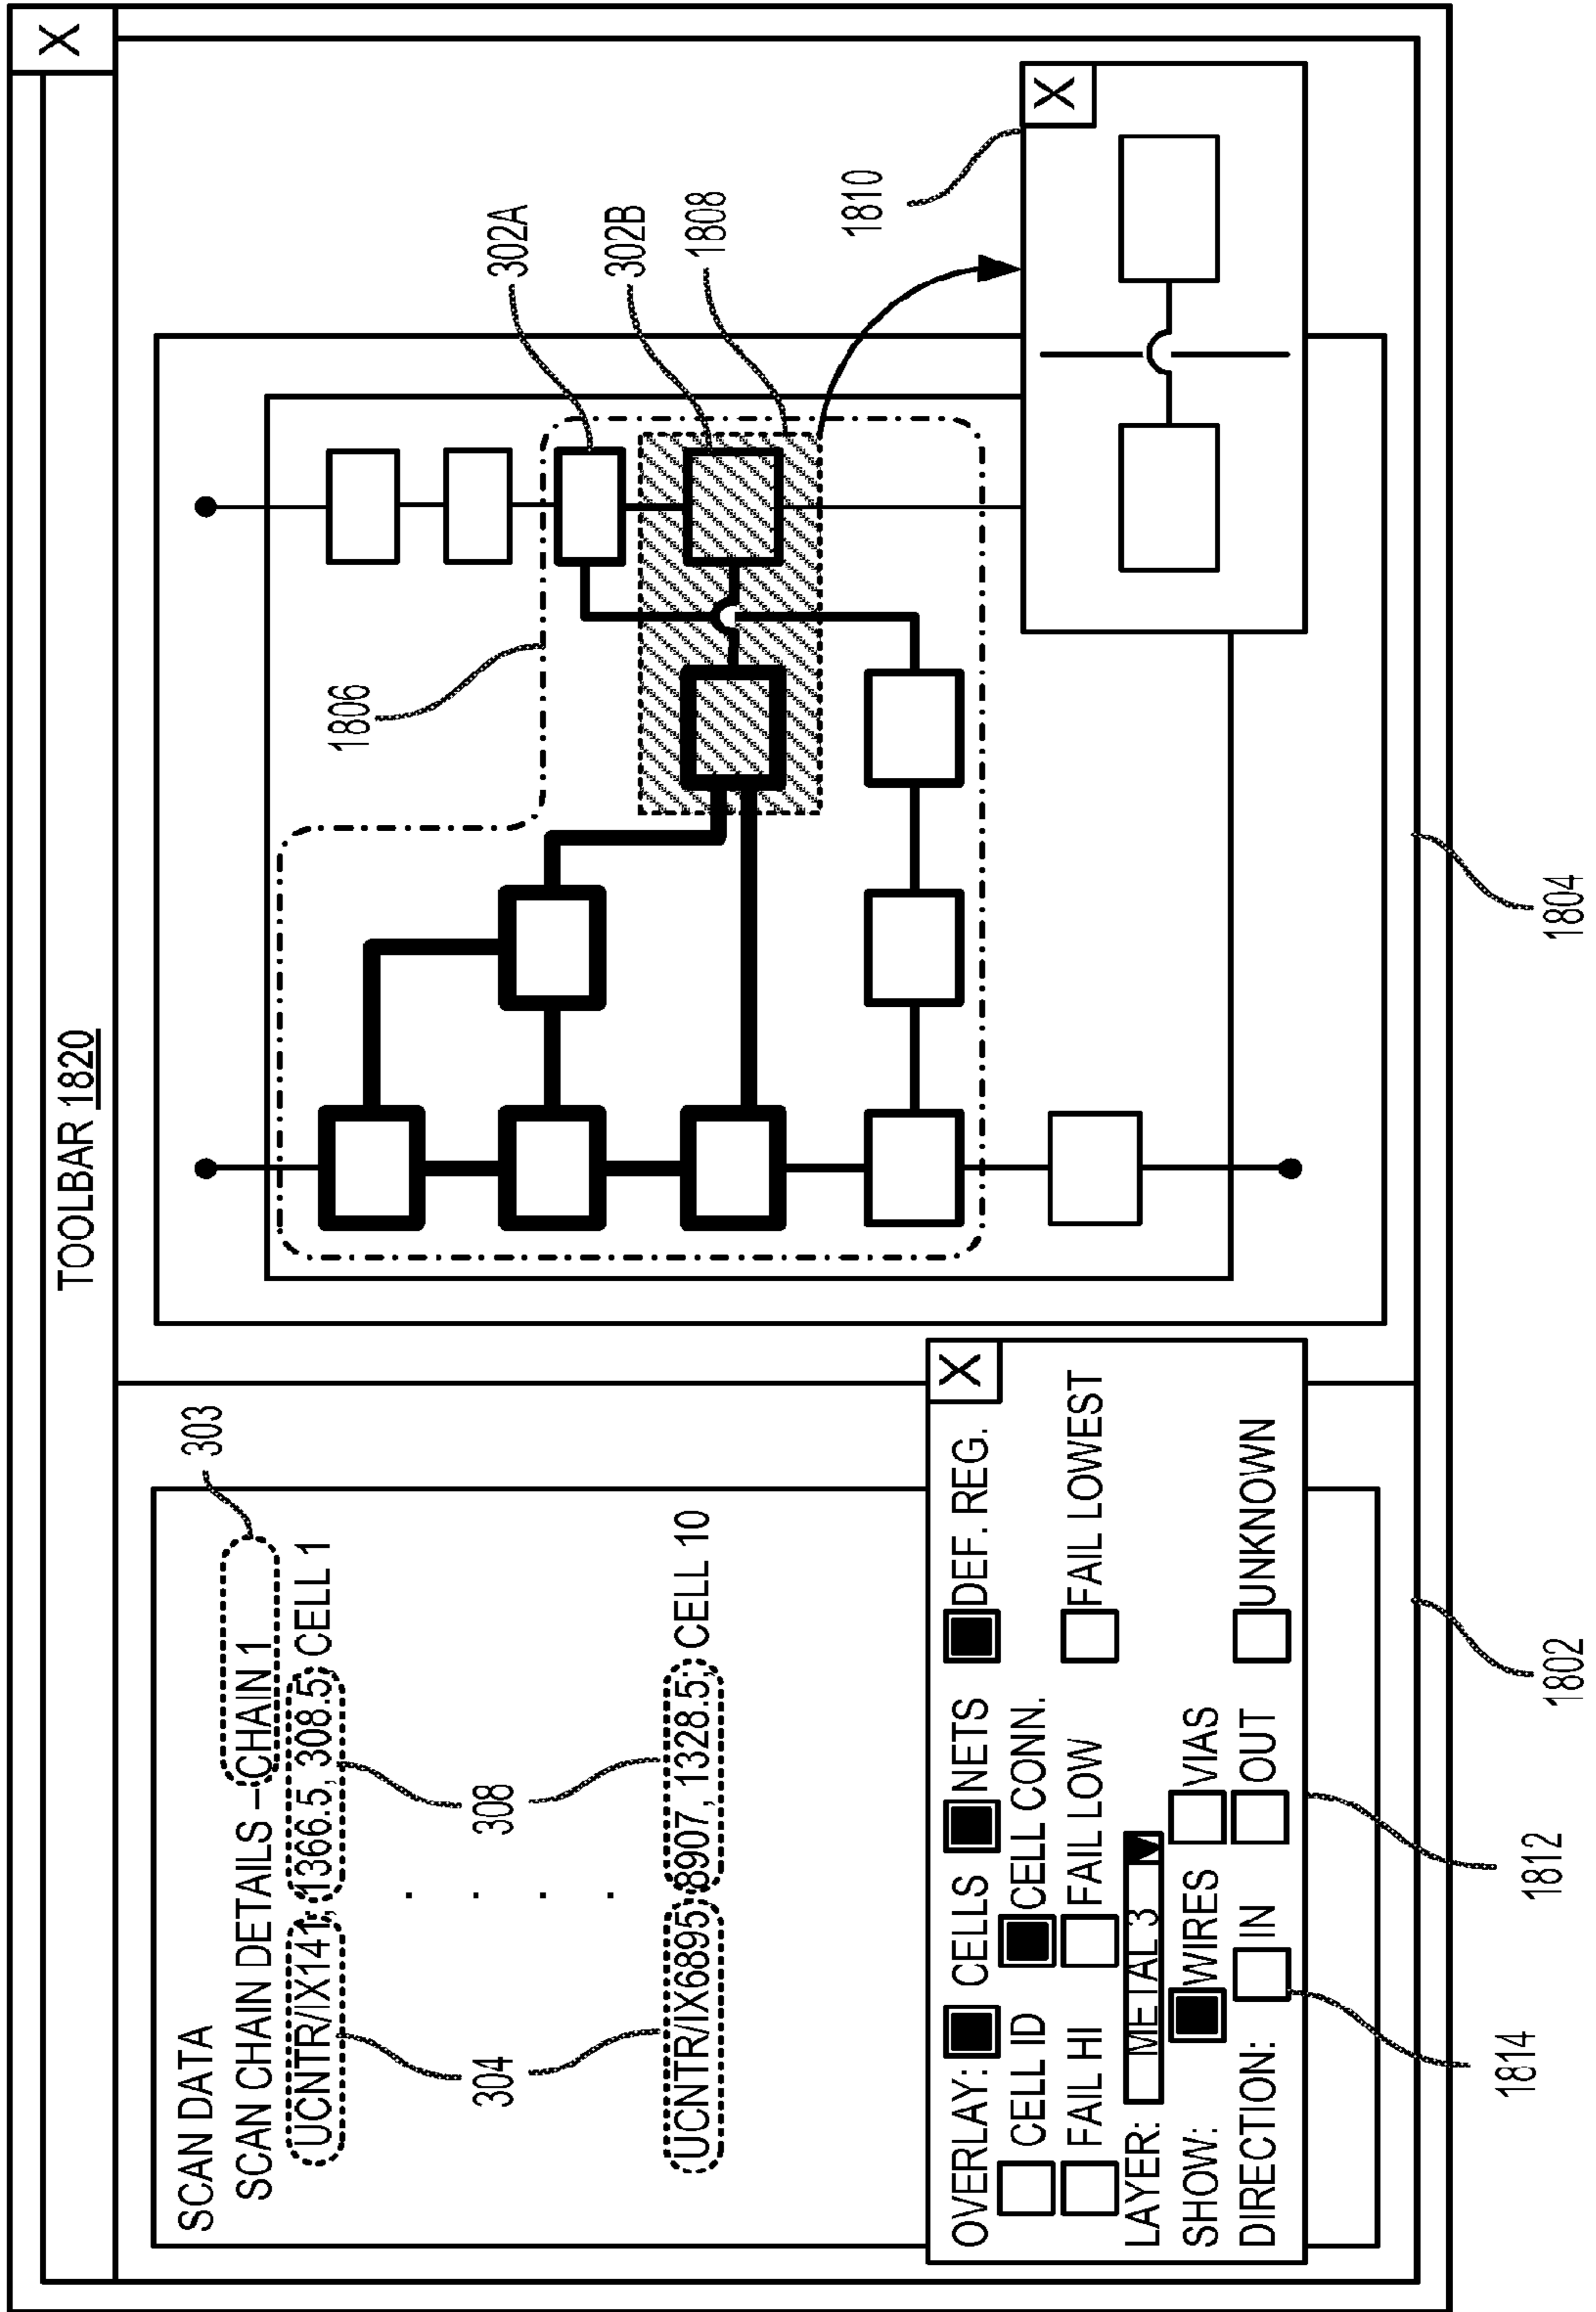 TOOLBAR 1820
X
SCAN DATA
SCAN CHAIN DETAILS – CHAIN 1
303
UCNTR/IX141; 1366.5, 308.5; CELL 1
304
308
UCNTR/IX6895; 8907, 1328.5; CELL 10
X
OVERLAY: CELLS NETS DEF. REG.
CELL ID CELL CONN.
FAIL HI FAIL LOW FAIL LOWEST
LAYER: METAL 3
SHOW: WIRES VIAS
DIRECTION: IN OUT UNKNOWN
1814
1812
1802
1806
302A
302B
1808
1810
X
1804